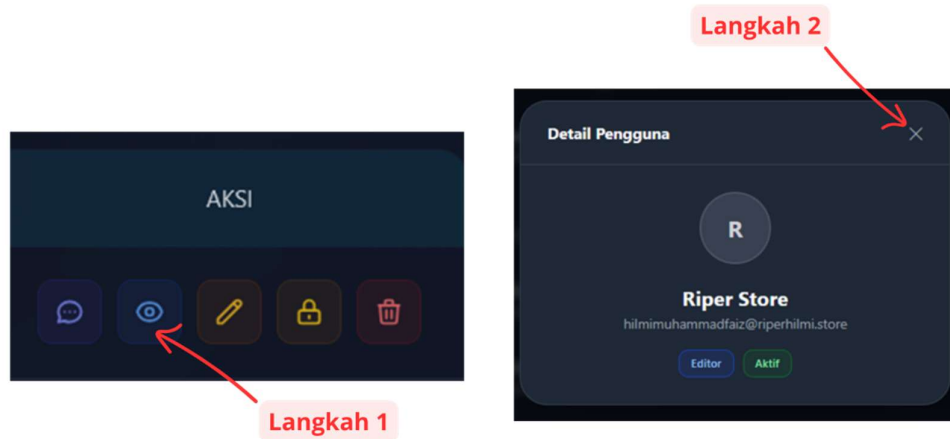 Langkah 2
Detail Pengguna
AKSI
R
Riper Store
hilmimuhammadfaiz@riperhilmi.store
Editor Aktif
Langkah 1